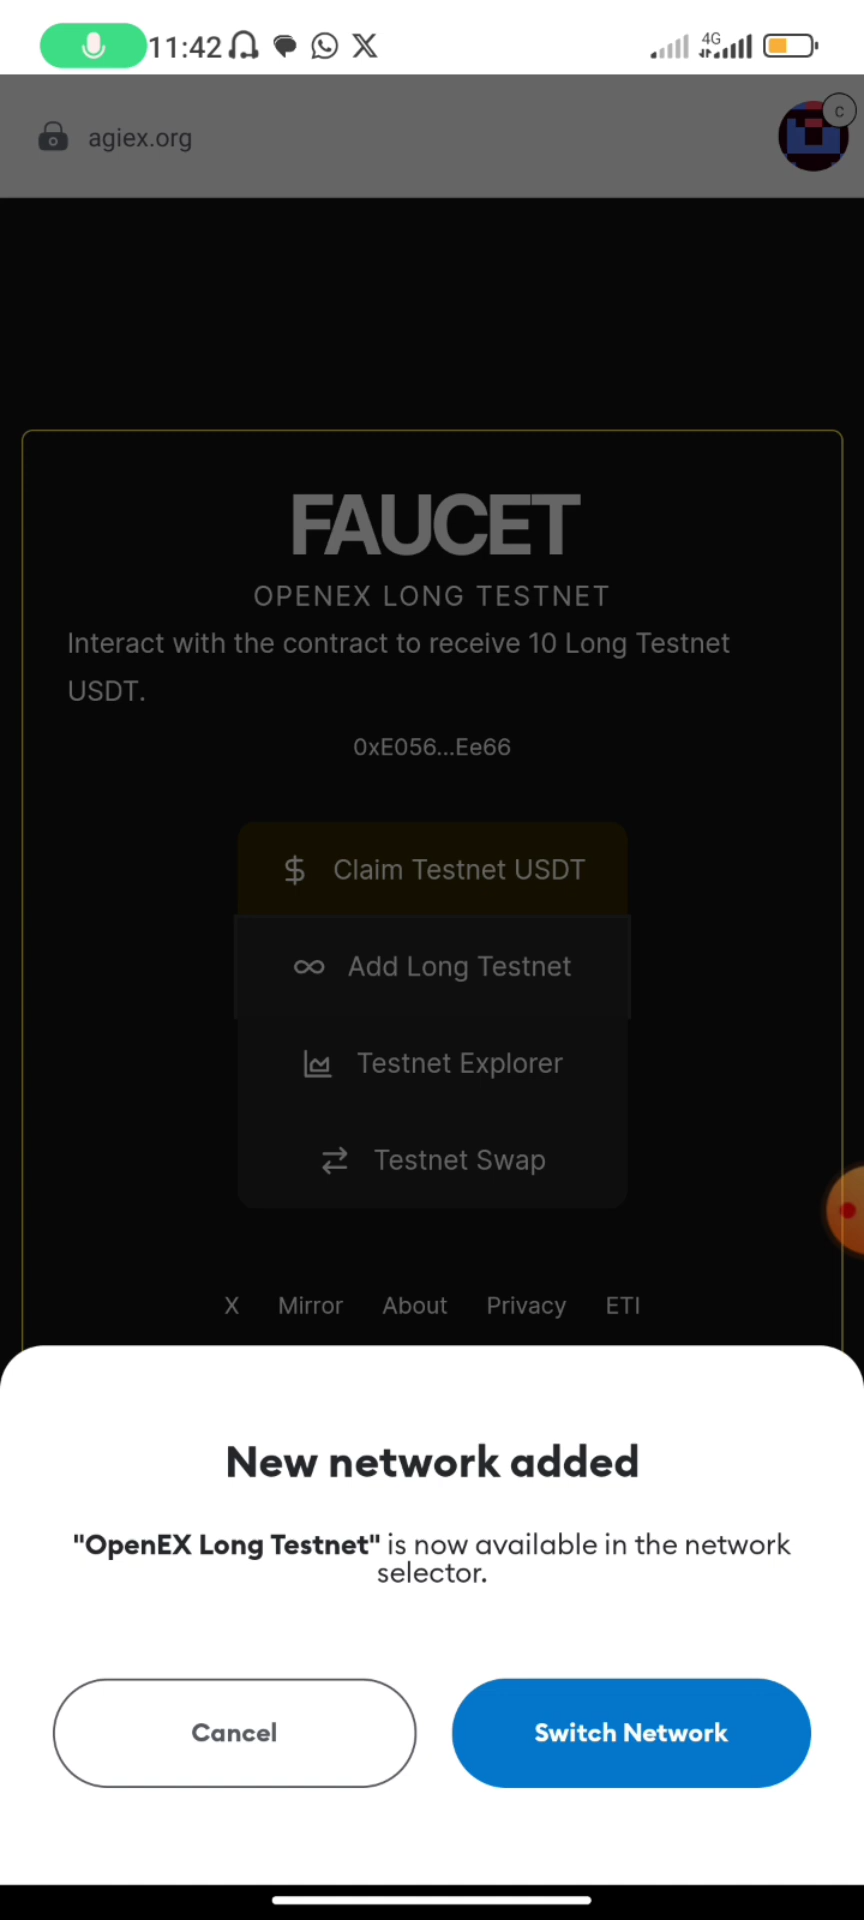 11:42
4G
agiex.org
C
FAUCET
OPENEX LONG TESTNET
Interact with the contract to receive 10 Long Testnet
USDT.
0xE056...Ee66
Claim Testnet USDT
Add Long Testnet
Testnet Explorer
Testnet Swap
X Mirror About Privacy ETI
New network added
"OpenEX Long Testnet" is now available in the network
selector.
Cancel Switch Network